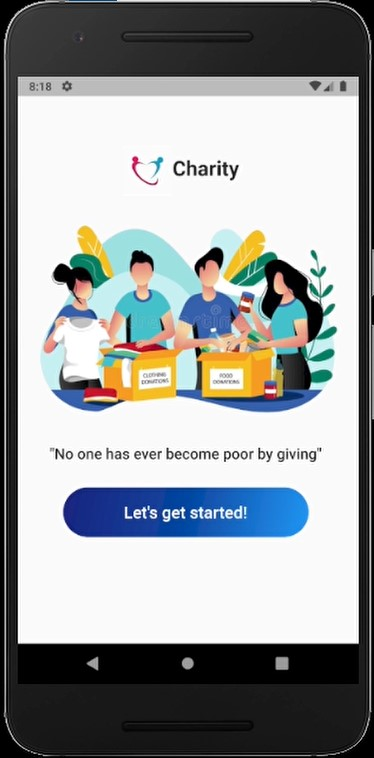 8:18
Charity
CLOTHING
DONATIONS
FOOD
DONATIONS
"No one has ever become poor by giving"
Let's get started!